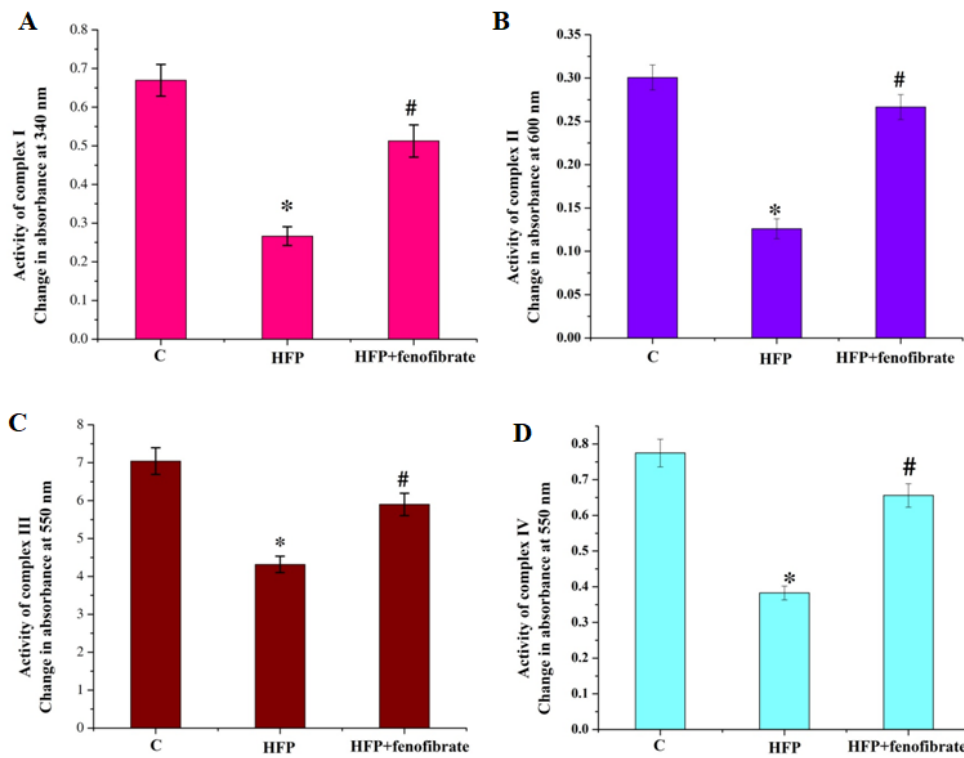 A
Activity of complex I
Change in absorbance at 340 nm
0.8
0.7
0.6
0.5
0.4
0.3
0.2
0.1
0.0
*
#
C HFP HFP+fenofibrate
B
Activity of complex II
Change in absorbance at 600 nm
0.35
0.30
0.25
0.20
0.15
0.10
0.05
0.00
*
#
C HFP HFP+fenofibrate
C
Activity of complex III
Change in absorbance at 550 nm
8
7
6
5
4
3
2
1
0
*
#
C HFP HFP+fenofibrate
D
Activity of complex IV
Change in absorbance at 550 nm
0.8
0.7
0.6
0.5
0.4
0.3
0.2
0.1
0.0
*
#
C HFP HFP+fenofibrate